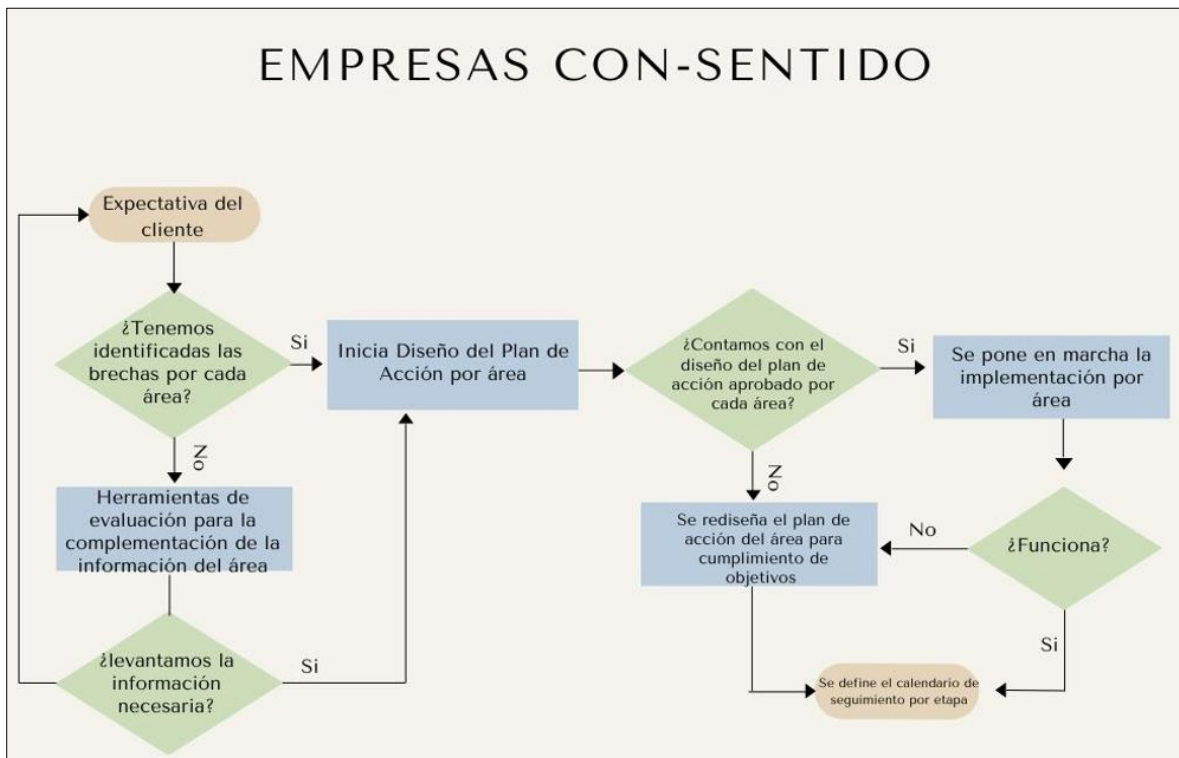 EMPRESAS CON-SENTIDO
Expectativa del
cliente
¿Tenemos
identificadas las
brechas por cada
área?
Si
Inicia Diseño del Plan de
Acción por área
¿Contamos con el
diseño del plan de
acción aprobado por
cada área?
Si
Se pone en marcha la
implementación por
área
No
Herramientas de
evaluación para la
complementación de la
información del área
No
Se rediseña el plan de
acción del área para
cumplimiento de
objetivos
No
¿Funciona?
¿levantamos la
información
necesaria?
Si
Si
Se define el calendario de
seguimiento por etapa